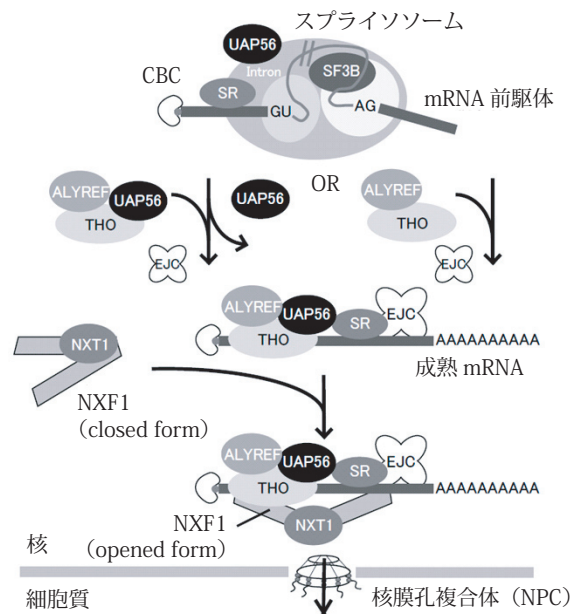 スプライソソーム
UAP56
Intron
SF3B
CBC
SR
GU
AG
mRNA 前駆体
OR
ALYREF
UAP56
THO
UAP56
ALYREF
THO
EJC
EJC
ALYREF
UAP56
SR
EJC
THO
AAAAAAAAAA
成熟 mRNA
NXT1
NXF1
(closed form)
ALYREF
UAP56
SR
EJC
THO
AAAAAAAAAA
NXF1
(opened form)
NXT1
核
細胞質
核膜孔複合体(NPC)